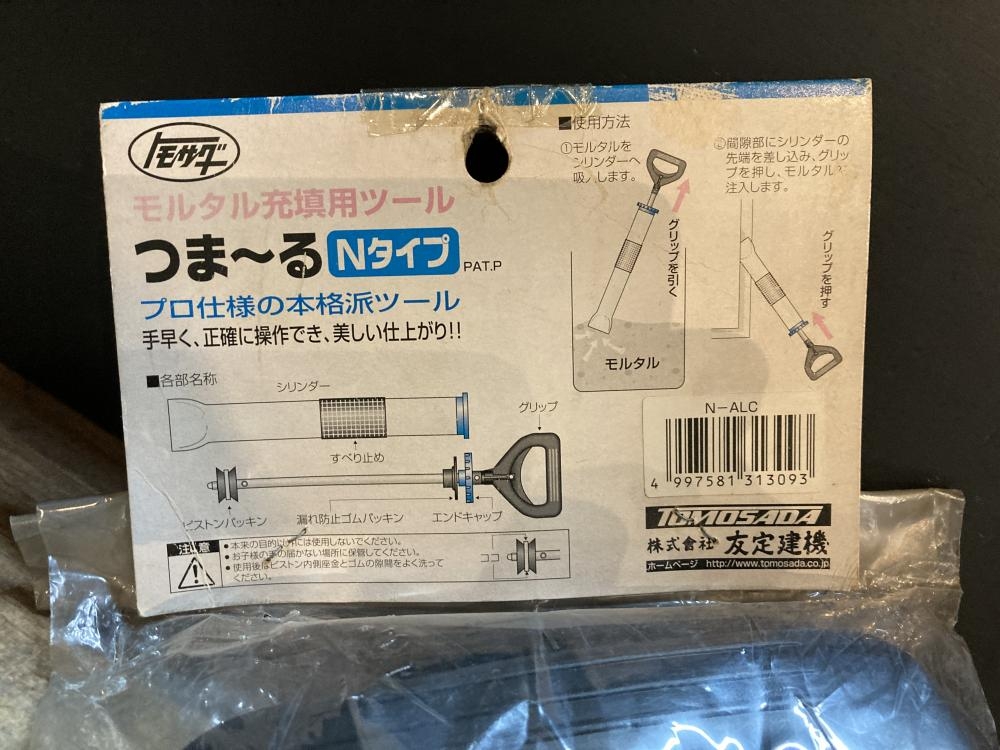 トモサダ
モルタル充填用ツール
つま〜るNタイプ PAT.P
プロ仕様の本格派ツール
手早く、正確に操作でき、美しい仕上がり!!
■各部名称
シリンダー
すべり止め
グリップ
ピストンパッキン
漏れ防止ゴムパッキン
エンドキャップ
注意
●本来の目的以外には使用しないでください。
●お子様の手の届かない場所に保管してください。
●使用後はピストン内側座金とゴムの隙間をよく洗って
ください。
ココ
■使用方法
①モルタルを
シリンダーへ
吸入します。
グリップを引く
モルタル
②間隙部にシリンダーの
先端を差し込み、グリッ
プを押し、モルタルを
注入します。
グリップを押す
N-ALC
4 997581 313093
TOMOSADA
株式会社 友定建機
ホームページ http://www.tomosada.co.jp